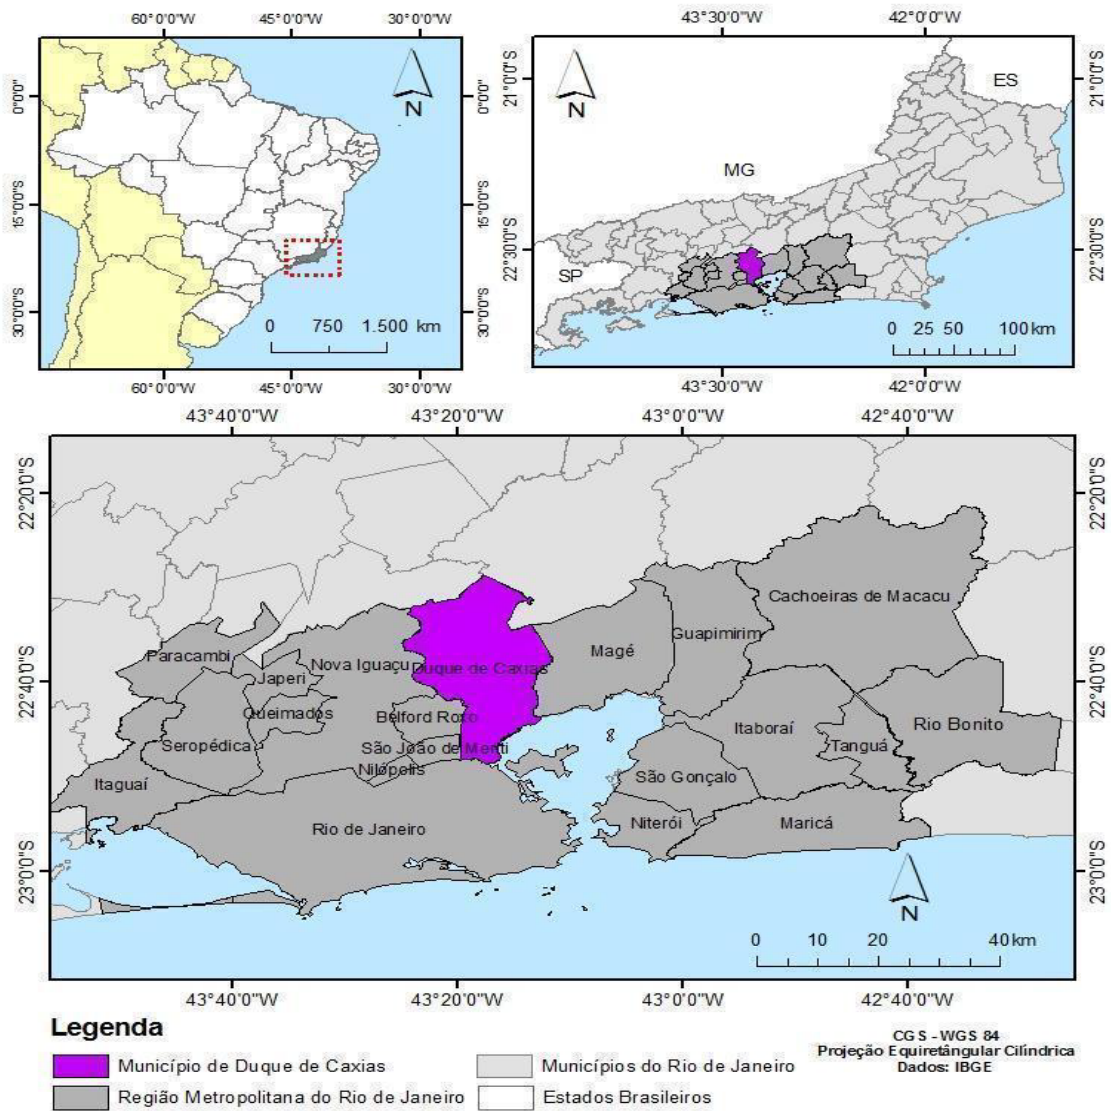 60°0'0"W 45°0'0"W 30°0'0"W
0°0'0" 0°0'0"
15°0'0"S 15°0'0"S
30°0'0"S 30°0'0"S
N
0 750 1.500 km
60°0'0"W 45°0'0"W 30°0'0"W
43°30'0"W 42°0'0"W
21°0'0"S 21°0'0"S
22°30'0"S 22°30'0"S
N
ES
MG
SP
0 25 50 100 km
43°30'0"W 42°0'0"W
43°40'0"W 43°20'0"W 43°0'0"W 42°40'0"W
22°20'0"S 22°20'0"S
22°40'0"S 22°40'0"S
23°0'0"S 23°0'0"S
Cachoeiras de Macacu
Guapimirim
Magé
Paracambi
Nova Iguaçu
Duque de Caxias
Japeri
Queimados
Belford Roxo
Itaboraí
Rio Bonito
Seropédica
São João de Meriti
Tanguá
Nilópolis
São Gonçalo
Itaguaí
Rio de Janeiro
Niterói
Maricá
N
0 10 20 40 km
43°40'0"W 43°20'0"W 43°0'0"W 42°40'0"W
Legenda
Município de Duque de Caxias
Região Metropolitana do Rio de Janeiro
Municípios do Rio de Janeiro
Estados Brasileiros
CGS - WGS 84
Projeção Equiretângular Cilíndrica
Dados: IBGE